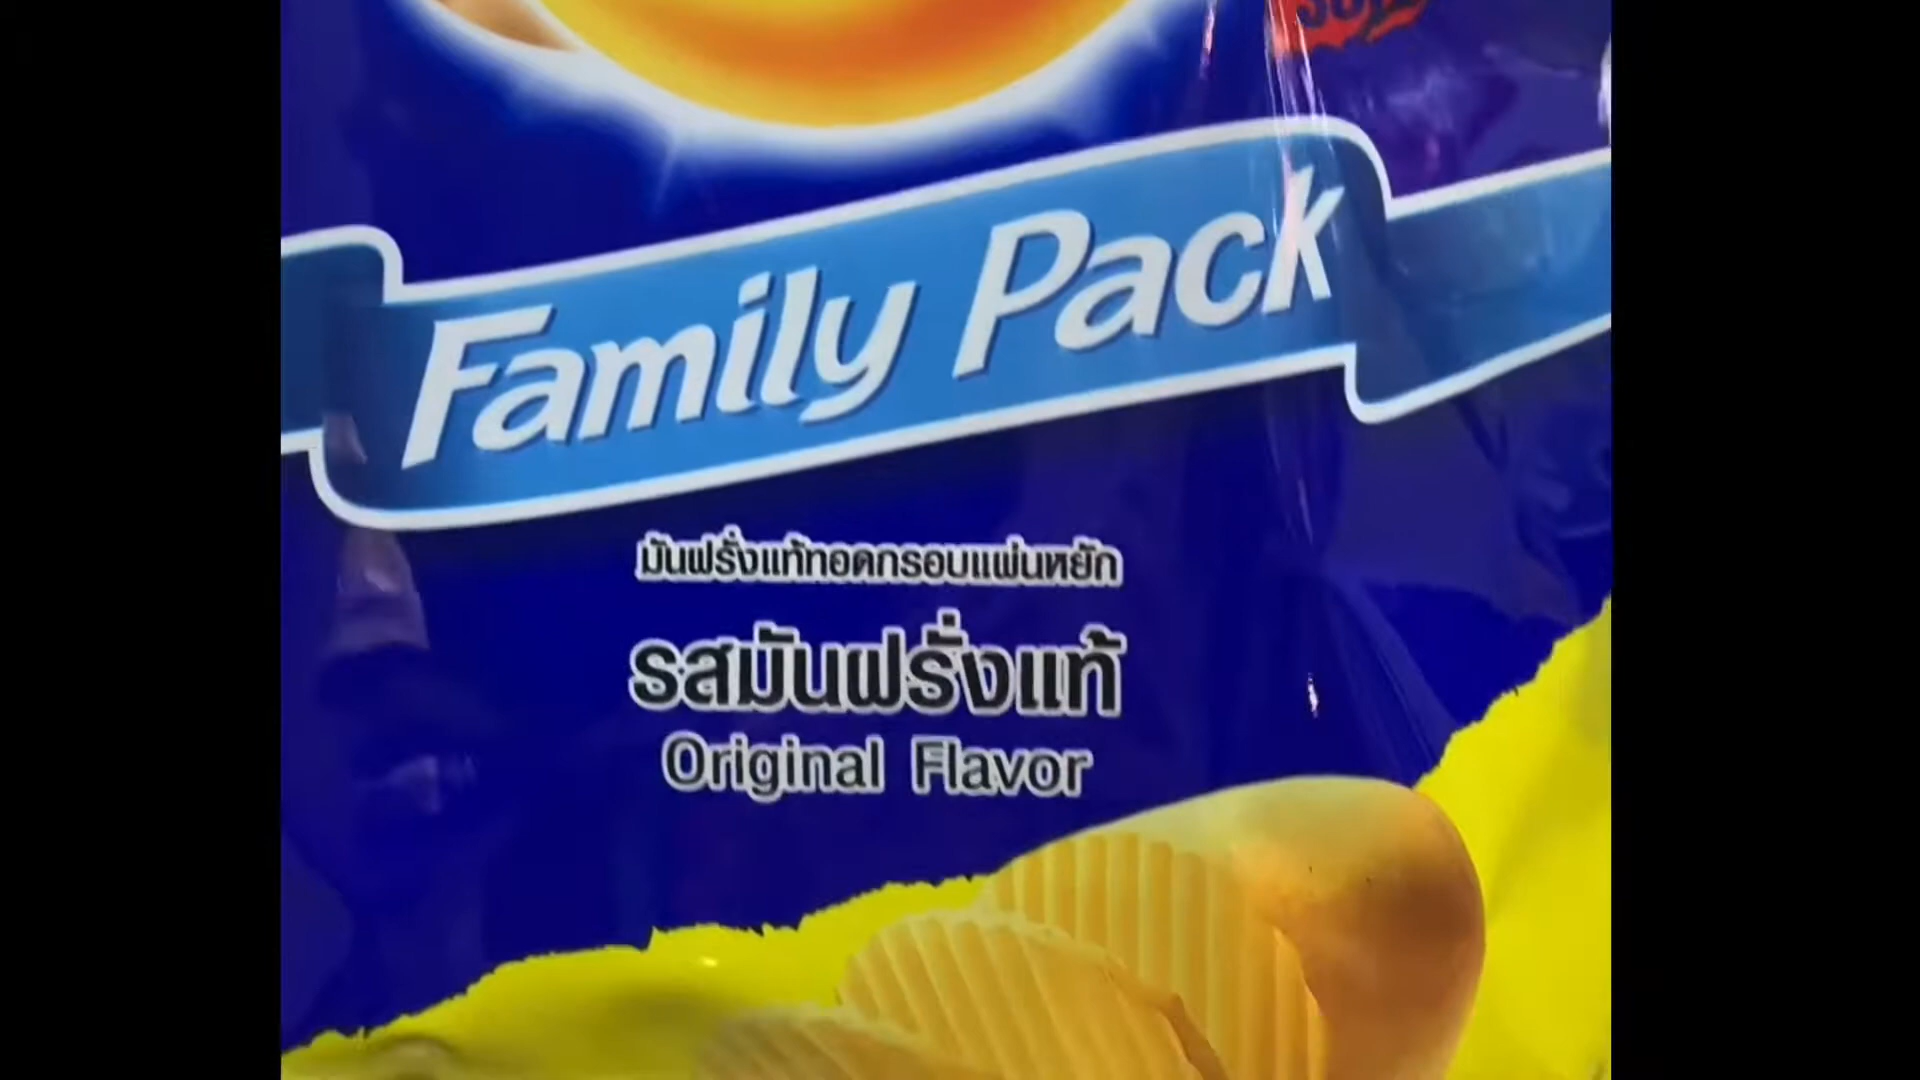 Family Pack
มันฝรั่งแท้ทอดกรอบแผ่นหยัก
รสมันฝรั่งแท้
Original Flavor